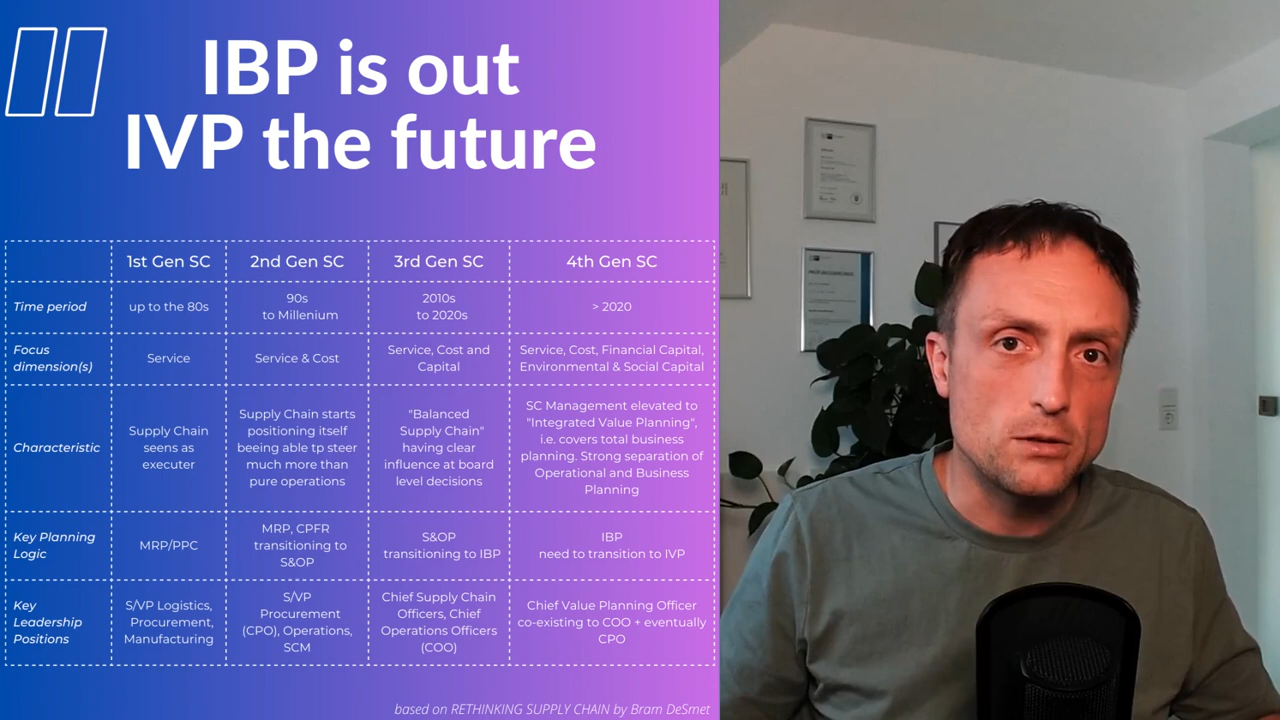 IBP is out
IVP the future
1st Gen SC
2nd Gen SC
3rd Gen SC
4th Gen SC
Time period
up to the 80s
90s
to Millenium
2010s
to 2020s
> 2020
Focus
dimension(s)
Service
Service & Cost
Service, Cost and
Capital
Service, Cost, Financial Capital,
Environmental & Social Capital
Characteristic
Supply Chain
seens as
executer
Supply Chain starts
positioning itself
beeing able tp steer
much more than
pure operations
"Balanced
Supply Chain"
having clear
influence at board
level decisions
SC Management elevated to
"Integrated Value Planning",
i.e. covers total business
planning. Strong separation of
Operational and Business
Planning
Key Planning
Logic
MRP/PPC
MRP, CPFR
transitioning to
S&OP
S&OP
transitioning to IBP
IBP
need to transition to IVP
Key
Leadership
Positions
S/VP Logistics,
Procurement,
Manufacturing
S/VP
Procurement
(CPO), Operations,
SCM
Chief Supply Chain
Officers, Chief
Operations Officers
(COO)
Chief Value Planning Officer
co-existing to COO + eventually
CPO
based on RETHINKING SUPPLY CHAIN by Bram DeSmet